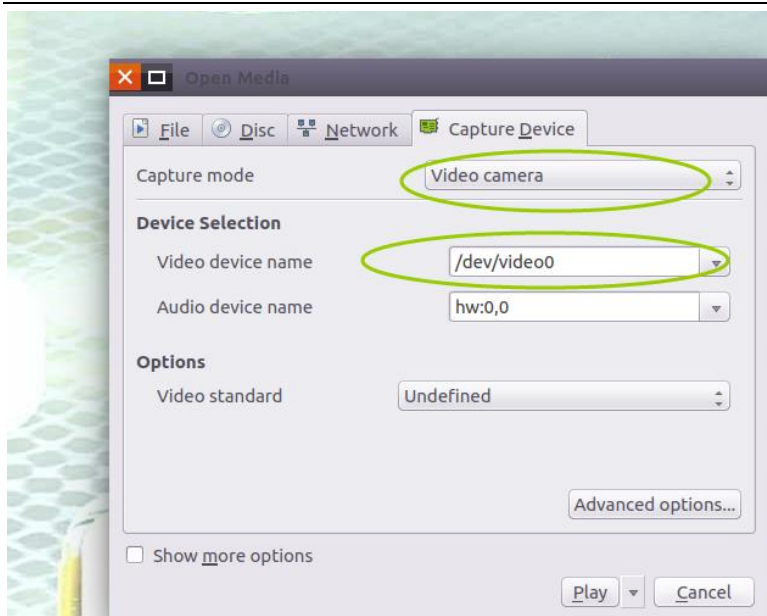 Open Media
File Disc Network Capture Device
Capture mode Video camera
Device Selection
Video device name /dev/video0
Audio device name hw:0,0
Options
Video standard Undefined
Advanced options...
Show more options
Play Cancel